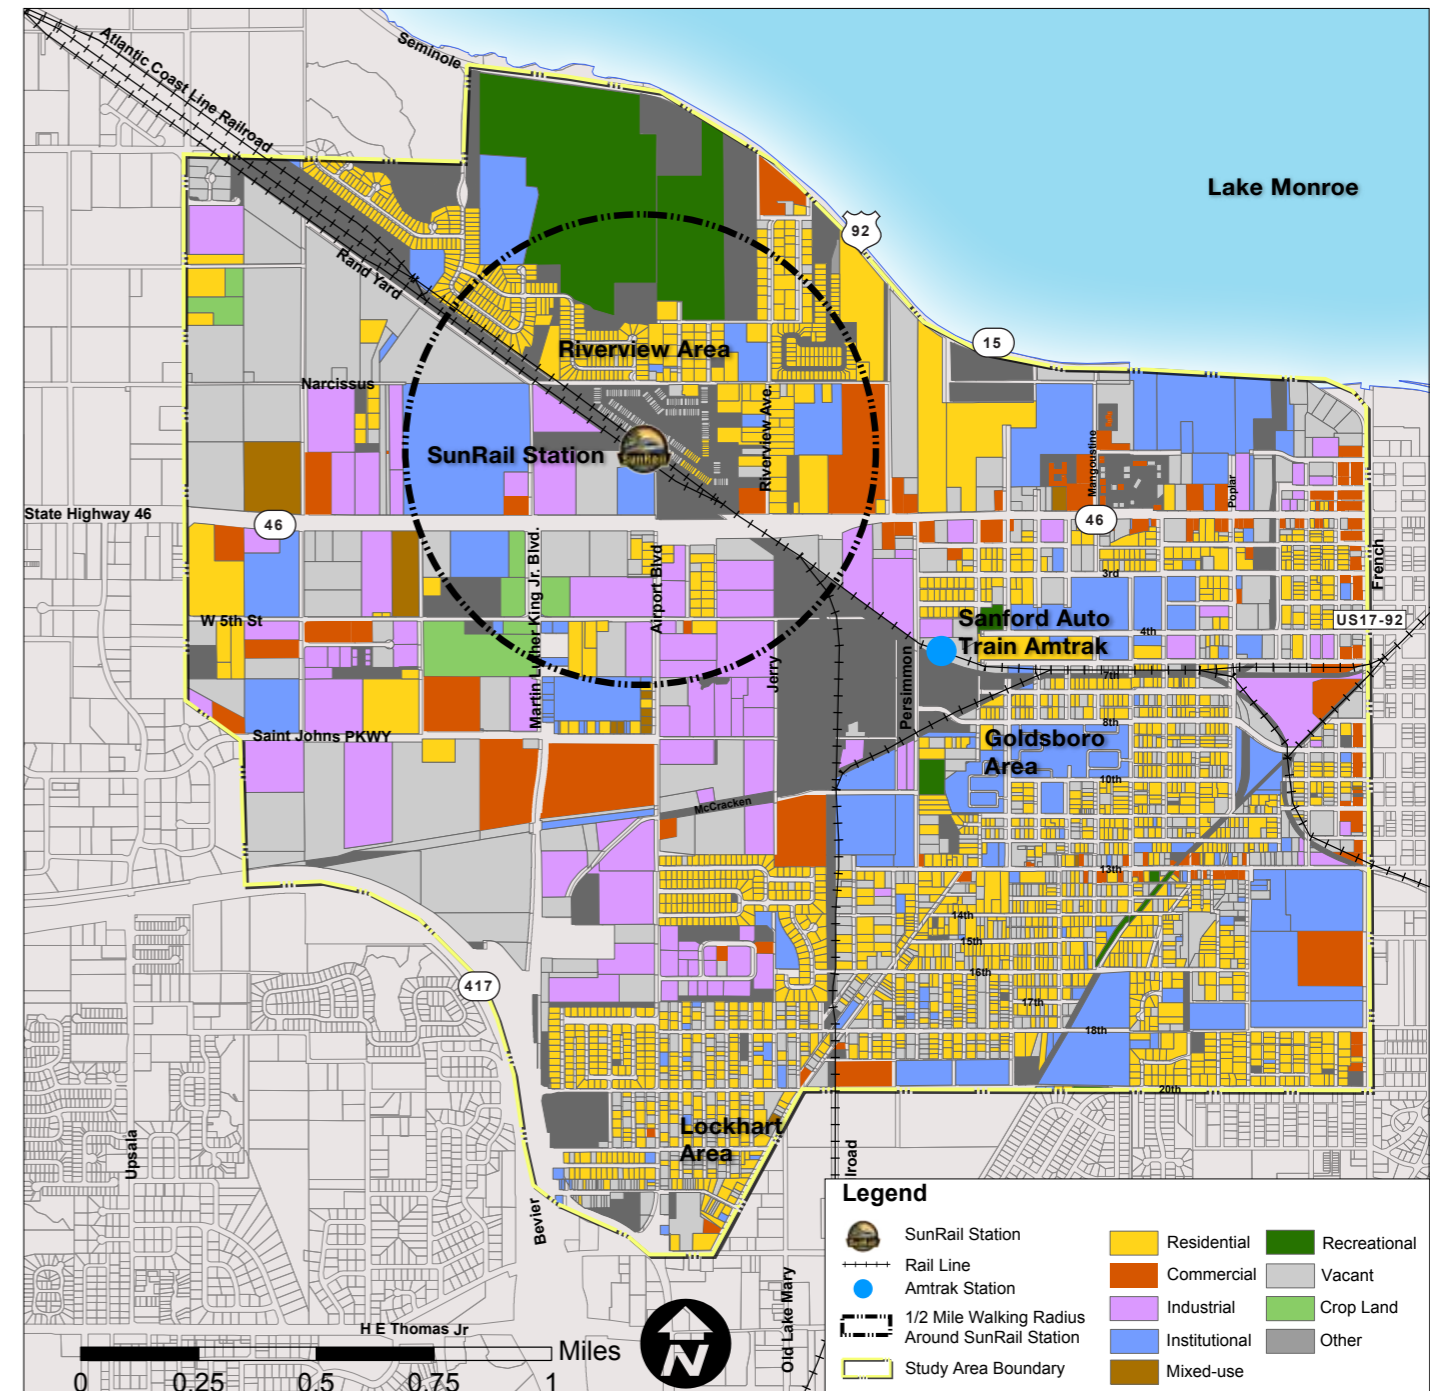 Atlantic Coast Line Railroad
Seminole
Lake Monroe
92
Rand Yard
15
Riverview Area
Narcissus
Riverview Ave.
SunRail Station
Mangoustine
Poplar
State Highway 46
46
46
French
3rd
Martin Luther King Jr. Blvd.
Airport Blvd
W 5th St
Sanford Auto
Train Amtrak
4th
US17-92
Jerry
Persimmon
7th
8th
Saint Johns PKWY
Goldsboro
Area
10th
McCracken
13th
14th
15th
16th
417
17th
18th
20th
Lockhart
Area
Upsala
Bevier
lroad
Old Lake Mary
H E Thomas Jr
Miles
0 0.25 0.5 0.75 1
N
Legend
SunRail Station
Rail Line
Amtrak Station
1/2 Mile Walking Radius
Around SunRail Station
Study Area Boundary
Residential
Commercial
Industrial
Institutional
Mixed-use
Recreational
Vacant
Crop Land
Other